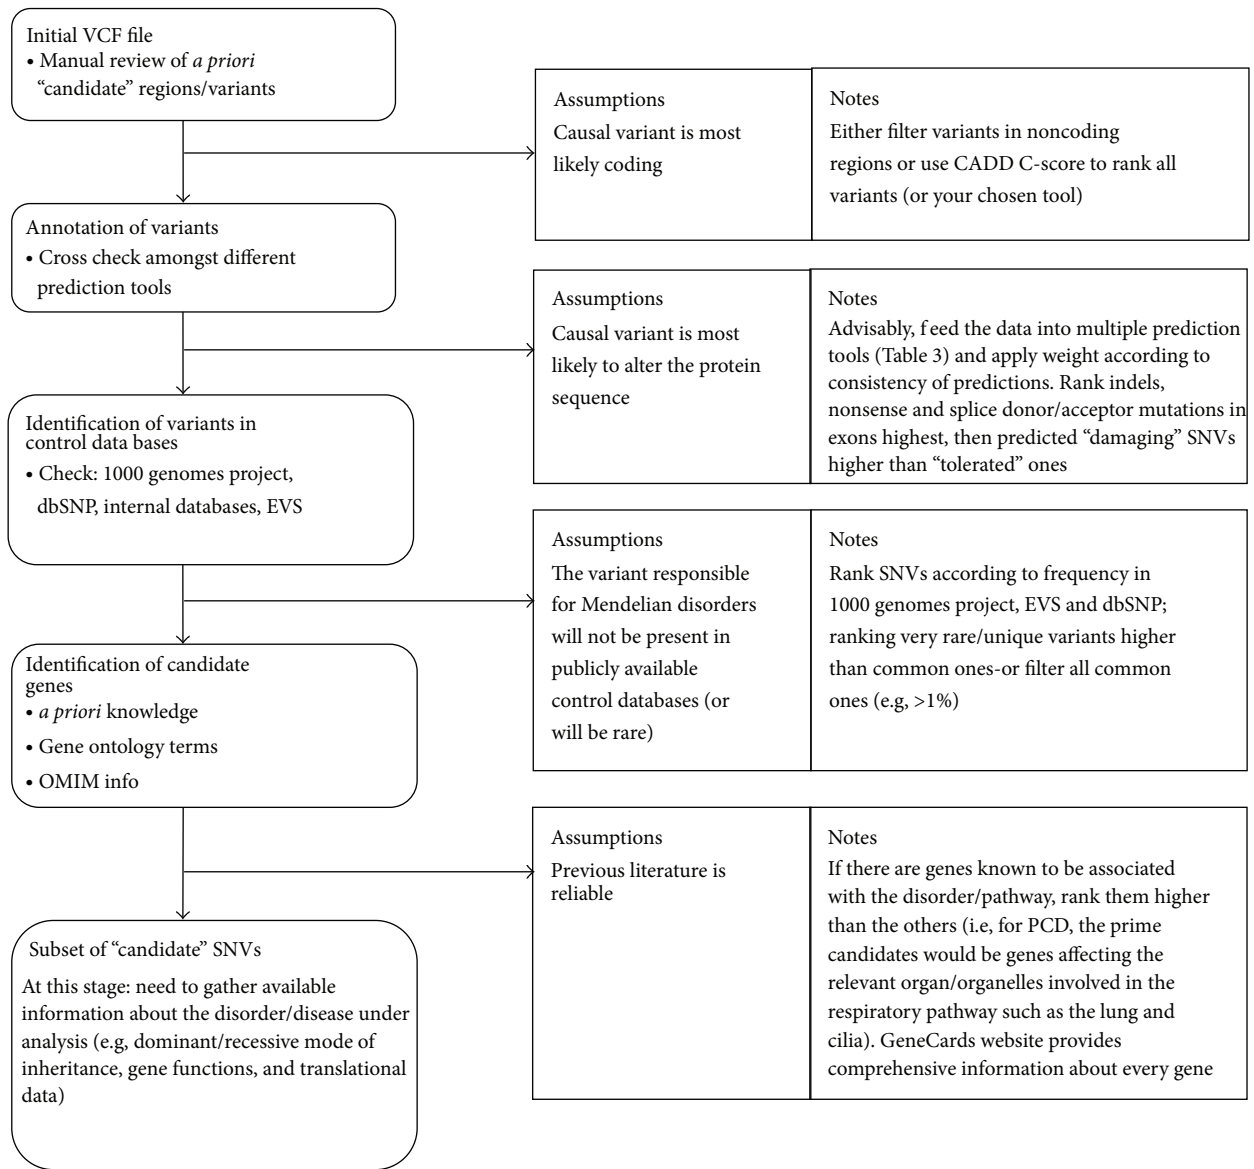 Initial VCF file
• Manual review of a priori
“candidate” regions/variants
Assumptions
Causal variant is most
likely coding
Notes
Either filter variants in noncoding
regions or use CADD C-score to rank all
variants (or your chosen tool)
Annotation of variants
• Cross check amongst different
prediction tools
Assumptions
Causal variant is most
likely to alter the protein
sequence
Notes
Advisably, feed the data into multiple prediction
tools (Table 3) and apply weight according to
consistency of predictions. Rank indels,
nonsense and splice donor/acceptor mutations in
exons highest, then predicted “damaging” SNVs
higher than “tolerated” ones
Identification of variants in
control data bases
• Check: 1000 genomes project,
dbSNP, internal databases, EVS
Assumptions
The variant responsible
for Mendelian disorders
will not be present in
publicly available
control databases (or
will be rare)
Notes
Rank SNVs according to frequency in
1000 genomes project, EVS and dbSNP;
ranking very rare/unique variants higher
than common ones-or filter all common
ones (e.g, >1%)
Identification of candidate
genes
• a priori knowledge
• Gene ontology terms
• OMIM info
Assumptions
Previous literature is
reliable
Notes
If there are genes known to be associated
with the disorder/pathway, rank them higher
than the others (i.e, for PCD, the prime
candidates would be genes affecting the
relevant organ/organelles involved in the
respiratory pathway such as the lung and
cilia). GeneCards website provides
comprehensive information about every gene
Subset of “candidate” SNVs
At this stage: need to gather available
information about the disorder/disease under
analysis (e.g, dominant/recessive mode of
inheritance, gene functions, and translational
data)